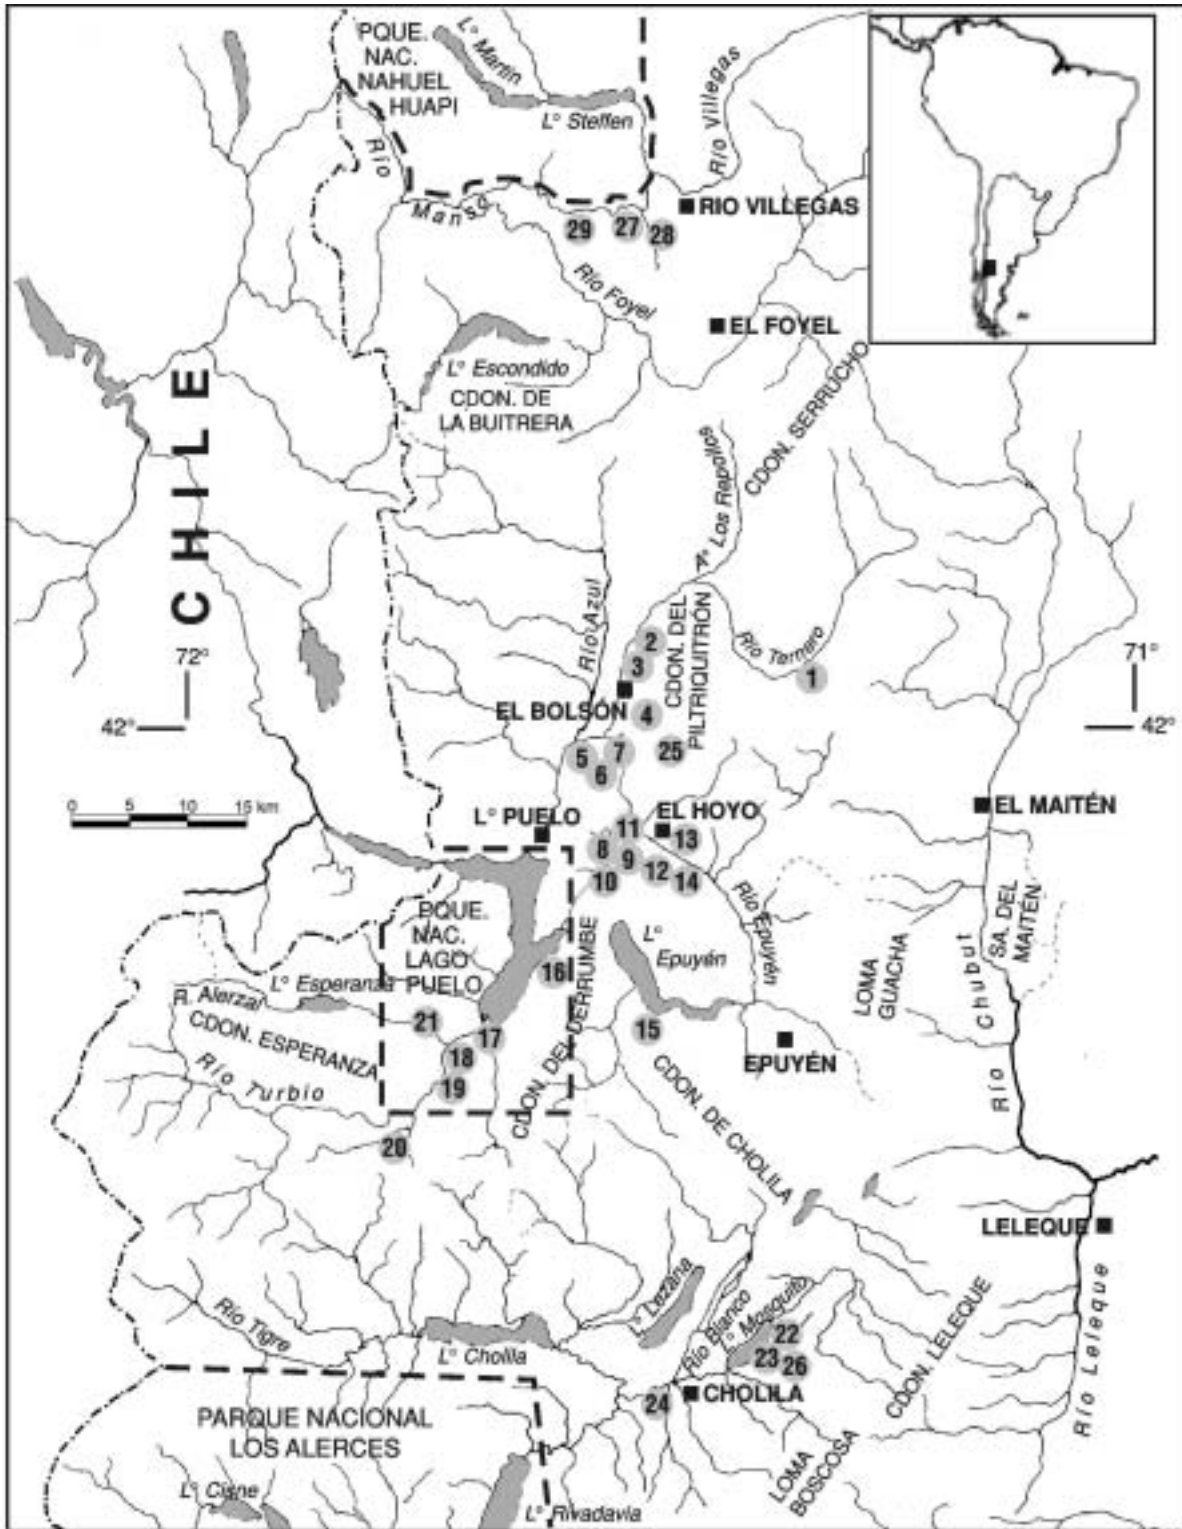 PQUE.
NAC.
NAHUEL
HUAPI
L° Martin
L° Steffen
Río Villegas
Río
Manso
RIO VILLEGAS
29
27
28
Río Foyel
EL FOYEL
L° Escondido
CDON. DE
LA BUITRERA
CDON. SERRUCHO
CHILE
A° Los Repollos
Río Azul
CDON. DEL
PILTRIQUITRÓN
Río Ternero
1
2
3
72°
42°
71°
42°
EL BOLSÓN
4
5
6
7
25
0 5 10 15 km
L° PUELO
EL HOYO
EL MAITÉN
11
13
8
9
12
10
14
Río Epuyén
SA. DEL
MAITÉN
PQUE.
NAC.
LAGO
PUELO
L°
Epuyén
LOMA
GUACHA
Río Chubut
16
L° Esperanza
R. Alerzal
CDON. ESPERANZA
21
17
18
19
15
EPUYÉN
CDON. DEL DERRUMBE
Río Turbio
20
CDON. DE CHOLILA
LELEQUE
L° Lezana
Río Blanco
L° Mosquito
22
23
26
CDON. LELEQUE
Río Leleque
Río Tigre
L° Cholila
24
CHOLILA
PARQUE NACIONAL
LOS ALERCES
LOMA
BOSCOSA
L° Cisne
L° Rivadavia